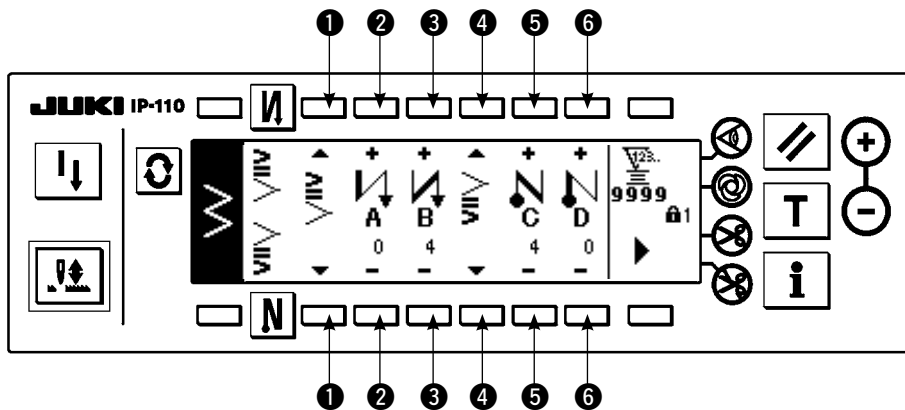 ❶ ❷ ❸ ❹ ❺ ❻
JUKI IP-110
123..
9999
1
A B C D
0 4 4 0
T
i
❶ ❷ ❸ ❹ ❺ ❻